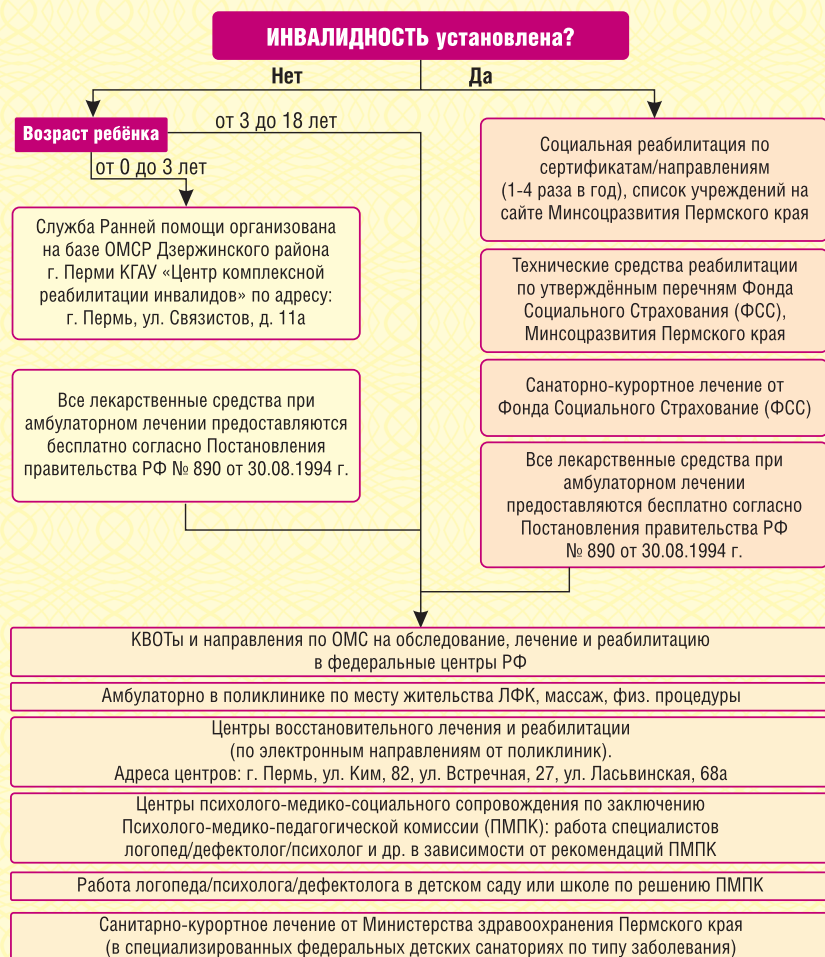 ИНВАЛИДНОСТЬ установлена?
Нет
Да
Возраст ребёнка
от 3 до 18 лет
от 0 до 3 лет
Служба Ранней помощи организована
на базе ОМСР Дзержинского района
г. Перми КГАУ «Центр комплексной
реабилитации инвалидов» по адресу:
г. Пермь, ул. Связистов, д. 11а
Все лекарственные средства при
амбулаторном лечении предоставляются
бесплатно согласно Постановления
правительства РФ № 890 от 30.08.1994 г.
Социальная реабилитация по
сертификатам/направлениям
(1-4 раза в год), список учреждений на
сайте Минсоцразвития Пермского края
Технические средства реабилитации
по утверждённым перечням Фонда
Социального Страхования (ФСС),
Минсоцразвития Пермского края
Санаторно-курортное лечение от
Фонда Социального Страхование (ФСС)
Все лекарственные средства при
амбулаторном лечении
предоставляются бесплатно согласно
Постановления правительства РФ
№ 890 от 30.08.1994 г.
КВОТы и направления по ОМС на обследование, лечение и реабилитацию
в федеральные центры РФ
Амбулаторно в поликлинике по месту жительства ЛФК, массаж, физ. процедуры
Центры восстановительного лечения и реабилитации
(по электронным направлениям от поликлиник).
Адреса центров: г. Пермь, ул. Ким, 82, ул. Встречная, 27, ул. Ласьвинская, 68а
Центры психолого-медико-социального сопровождения по заключению
Психолого-медико-педагогической комиссии (ПМПК): работа специалистов
логопед/дефектолог/психолог и др. в зависимости от рекомендаций ПМПК
Работа логопеда/психолога/дефектолога в детском саду или школе по решению ПМПК
Санитарно-курортное лечение от Министерства здравоохранения Пермского края
(в специализированных федеральных детских санаториях по типу заболевания)